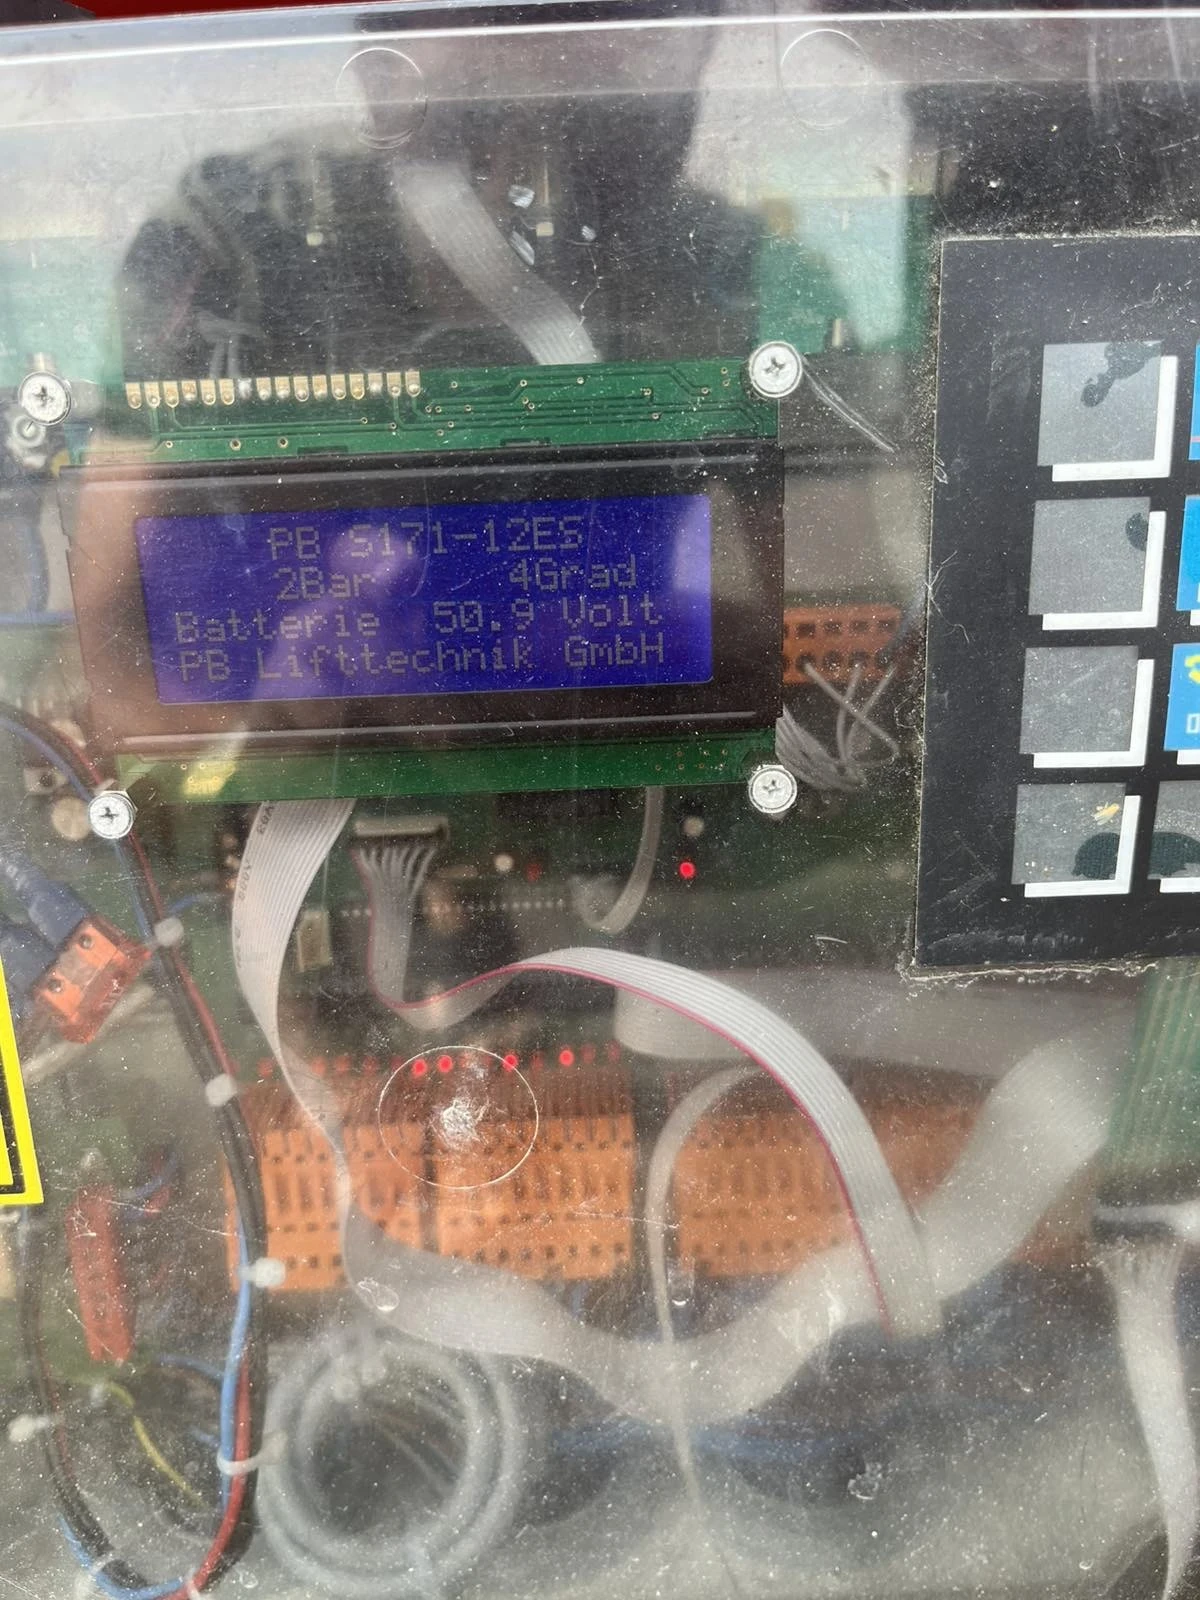 PB S171-12ES
2Bar 4Grad
Batterie 50.9 Volt
PB Lifttechnik GmbH